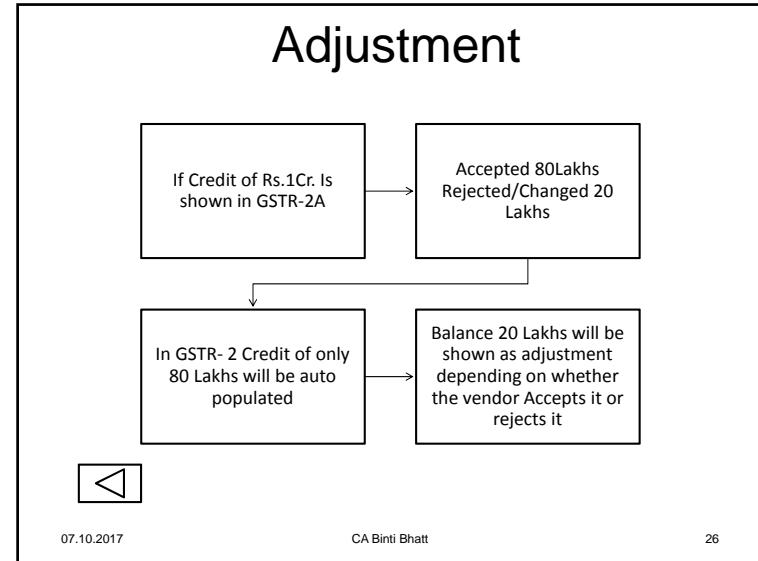 Adjustment
If Credit of Rs.1Cr. Is
shown in GSTR-2A
Accepted 80Lakhs
Rejected/Changed 20
Lakhs
In GSTR- 2 Credit of only
80 Lakhs will be auto
populated
Balance 20 Lakhs will be
shown as adjustment
depending on whether
the vendor Accepts it or
rejects it
07.10.2017
CA Binti Bhatt
26